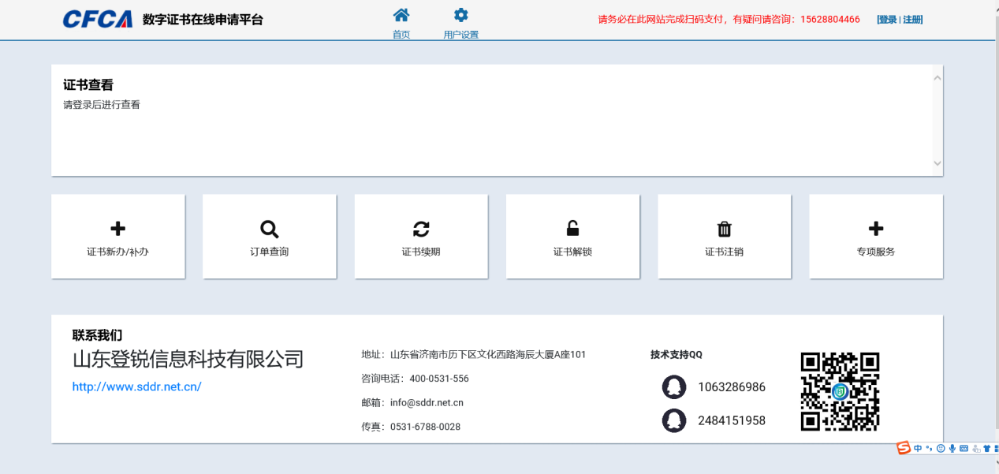 CFCA 数字证书在线申请平台
首页
用户设置
请务必在此网站完成扫码支付，有疑问请咨询：15628804466
[登录 | 注册]
证书查看
请登录后进行查看
证书新办/补办
订单查询
证书续期
证书解锁
证书注销
专项服务
联系我们
山东登锐信息科技有限公司
http://www.sddr.net.cn/
地址：山东省济南市历下区文化西路海辰大厦A座101
咨询电话：400-0531-556
邮箱：info@sddr.net.cn
传真：0531-6788-0028
技术支持QQ
1063286986
2484151958
S 中